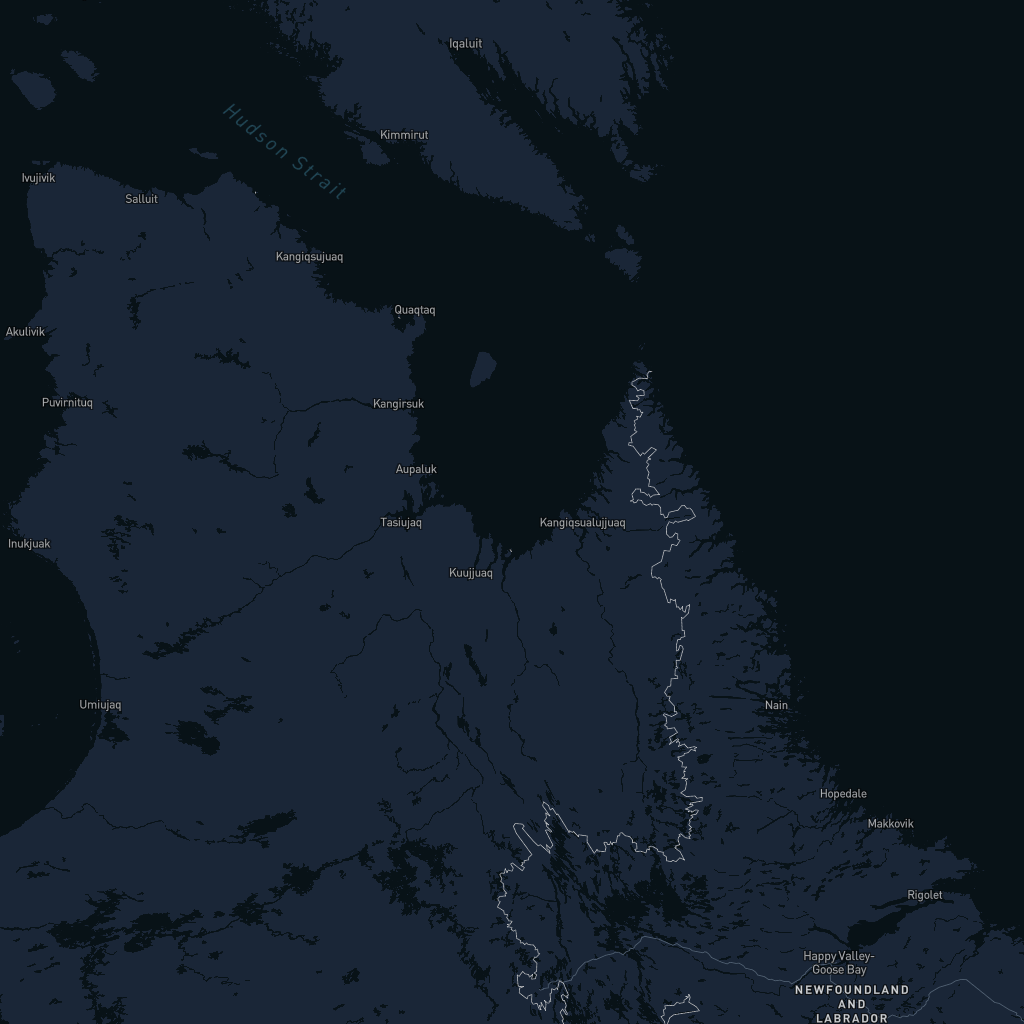 Iqaluit
Hudson Strait
Kimmirut
Ivujivik
Salluit
Kangiqsujuaq
Quaqtaq
Akulivik
Puvirnituq
Kangirsuk
Aupaluk
Tasiujaq
Kangiqsualujjuaq
Inukjuak
Kuujjuaq
Umiujaq
Nain
Hopedale
Makkovik
Rigolet
Happy Valley-
Goose Bay
NEWFOUNDLAND
AND
LABRADOR